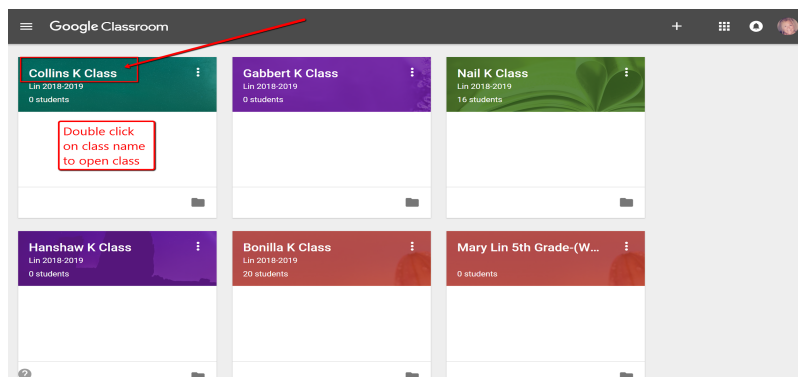 Google Classroom
Collins K Class
Lin 2018-2019
0 students
Gabbert K Class
Lin 2018-2019
0 students
Nail K Class
Lin 2018-2019
16 students
Double click
on class name
to open class
Hanshaw K Class
Lin 2018-2019
0 students
Bonilla K Class
Lin 2018-2019
20 students
Mary Lin 5th Grade-(W...
0 students
?